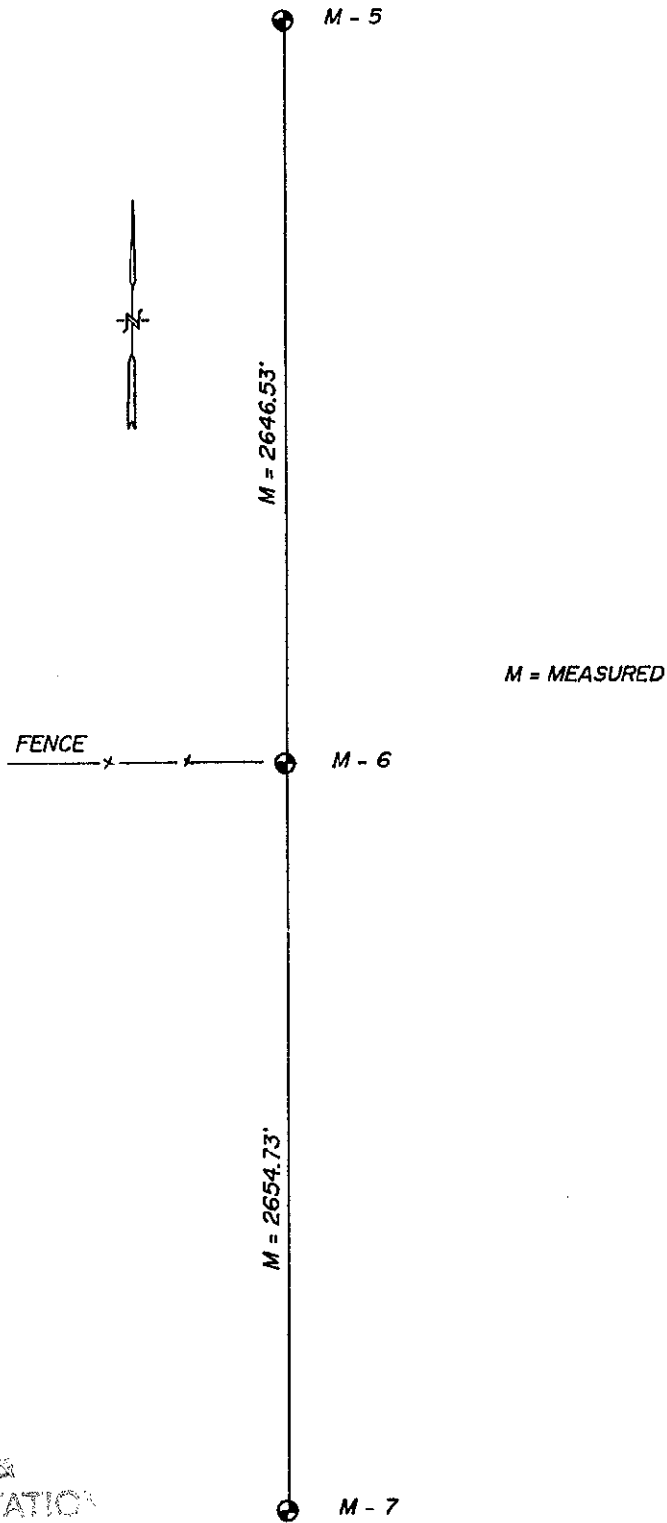 M - 5
N
M = 2646.53'
M = MEASURED
FENCE
M - 6
M = 2654.73'
M - 7